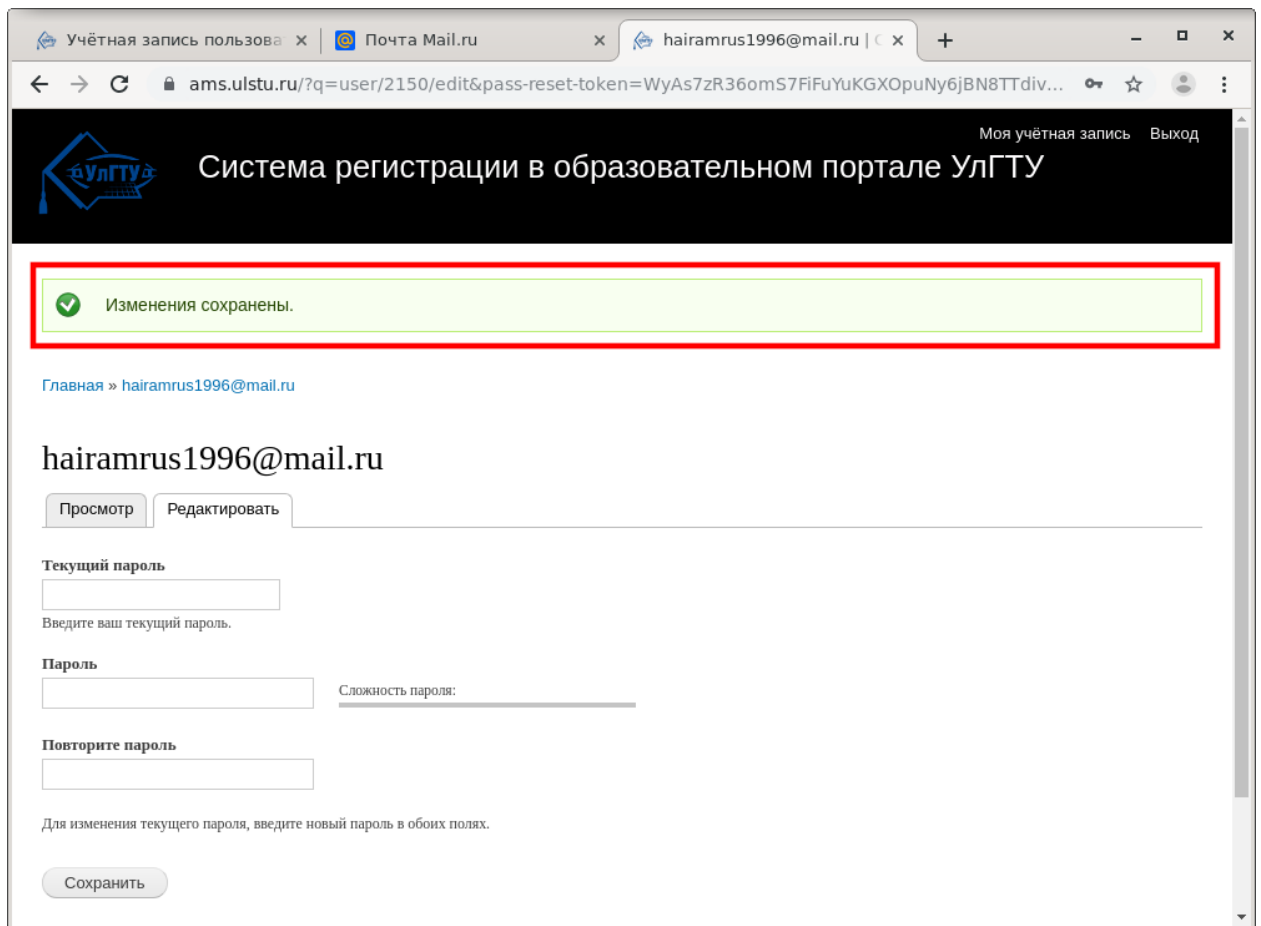 Учётная запись пользова
Почта Mail.ru
hairamrus1996@mail.ru | С
ams.ulstu.ru/?q=user/2150/edit&pass-reset-token=WyAs7zR36omS7FiFuYuKGXOpuNy6jBN8TTdiv...
Моя учётная запись Выход
УлГТУ
Система регистрации в образовательном портале УлГТУ
Изменения сохранены.
Главная » hairamrus1996@mail.ru
hairamrus1996@mail.ru
Просмотр Редактировать
Текущий пароль
Введите ваш текущий пароль.
Пароль
Сложность пароля:
Повторите пароль
Для изменения текущего пароля, введите новый пароль в обоих полях.
Сохранить